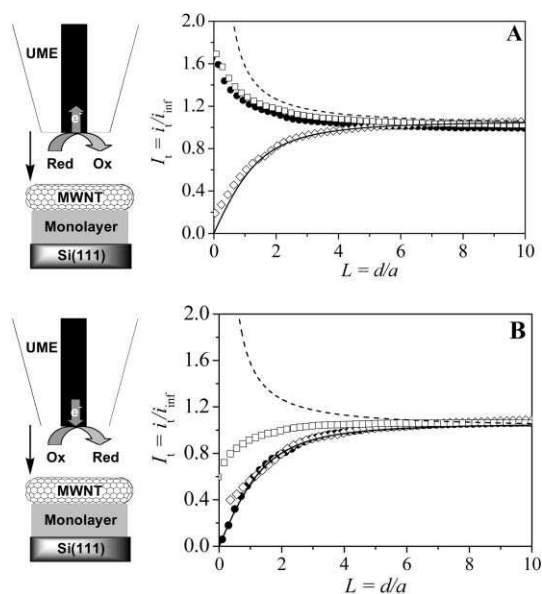 A
UME
e
Red
Ox
MWNT
Monolayer
Si(111)
I_t = i_t/i_inf
2.0
1.6
1.2
0.8
0.4
0.0
0 2 4 6 8 10
L = d/a
B
UME
e⁻
Ox
Red
MWNT
Monolayer
Si(111)
I_t = i_t/i_inf
2.0
1.6
1.2
0.8
0.4
0.0
0 2 4 6 8 10
L = d/a